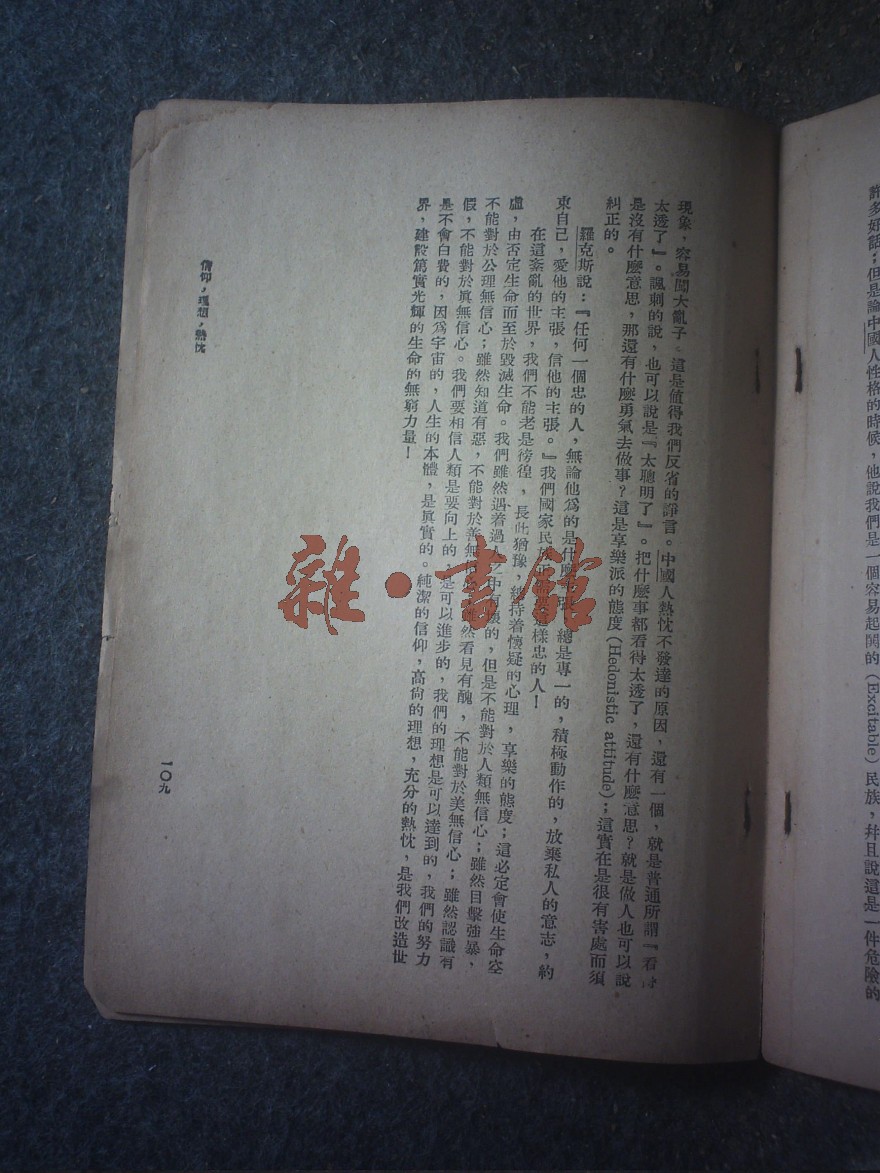 許多好話;但是論中國人性格的時候,他說我們是一個容易起鬨的(Excitable)民族,幷且說這是一件危險的
現象,容易鬧大亂子。這是值得我們反省的諍言。中國人熱忱不發達的原因,還有一個,就是普通所謂『看得
太透了』。諷刺的說,也可以說是『太聰明了』。把什麼事都看得太透了,還有什麼意思?就是做人也可以說
是沒有什麼意思,那還有什麼勇氣去做事?這是享樂派的態度(Hedonistic attitude);這實在是很有害處而須
糾正的。
羅克斯說:『任何一個忠的人,無論他爲的是什麼主張,總是專一的,積極動作的,放棄私人的意志,約
束自己,愛他的主張,信他的主張。』我們國家民族正需要這樣忠的人!
在這紊亂的世界,我們不能老是徬徨,長此猶豫,總持着懷疑的心理,享樂的態度;這必定會使生命空
虛,由否定生命而至於毀滅生命。我們雖然遇着過人之中有壞的,但是不能對於人類無信心;雖然目擊強暴,
不能對於公理無信心;雖然知道有惡,不能對於善無信心;雖然看見有醜,不能對於美無信心;雖然認識有
假,不能對於眞無信心。我們要相信人類是要向上的,是可以進步的,我們的理想是可以達到的,我們的努力
是不會白費的,因爲宇宙的,人生的本體,是眞實的。純潔的信仰,高尙的理想,充分的熱忱,是我們改造世
界,建設篤實光輝的生命的無窮力量!
信仰,理想,熱忱
一〇九
雜·書館